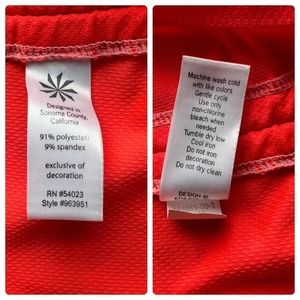 Designed in
Sonoma County,
California
91% polyester
9% spandex
exclusive of
decoration
RN #54023
Style #963951
Machine wash cold
with like colors
Gentle cycle
Use only
non-chlorine
bleach when
needed
Tumble dry low
Cool iron
Do not iron
decoration
Do not dry clean
DESIGN ©